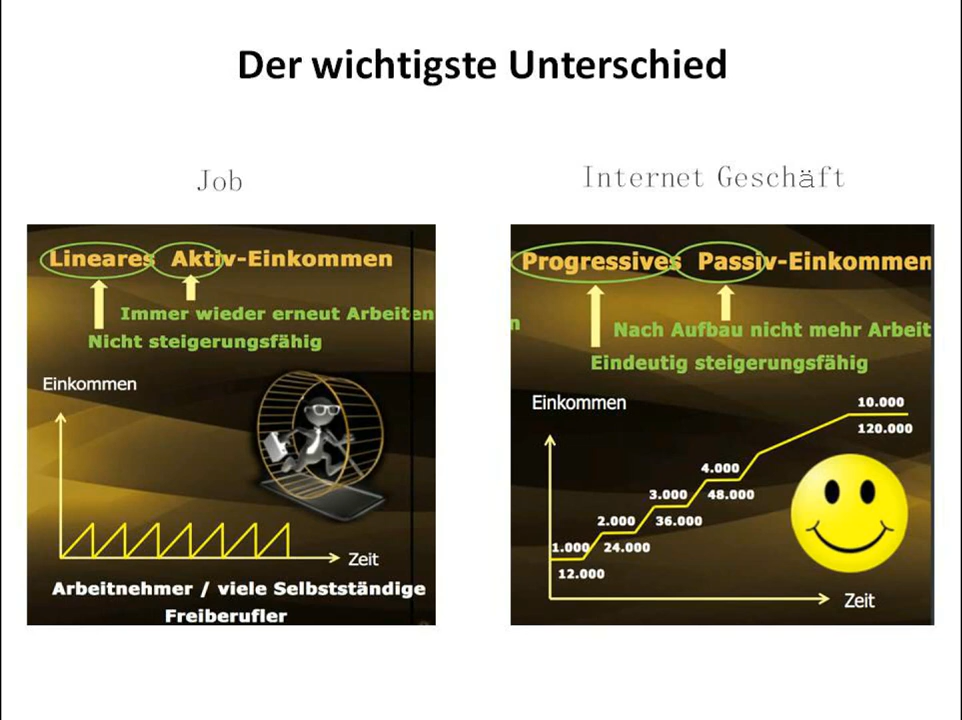 Der wichtigste Unterschied
Job
Lineares Aktiv-Einkommen
Immer wieder erneut Arbeiten
Nicht steigerungsfähig
Einkommen
Zeit
Arbeitnehmer / viele Selbstständige
Freiberufler
Internet Geschäft
Progressives Passiv-Einkommen
n
Nach Aufbau nicht mehr Arbeit
Eindeutig steigerungsfähig
Einkommen
10.000
120.000
4.000
48.000
3.000
36.000
2.000
24.000
1.000
12.000
Zeit